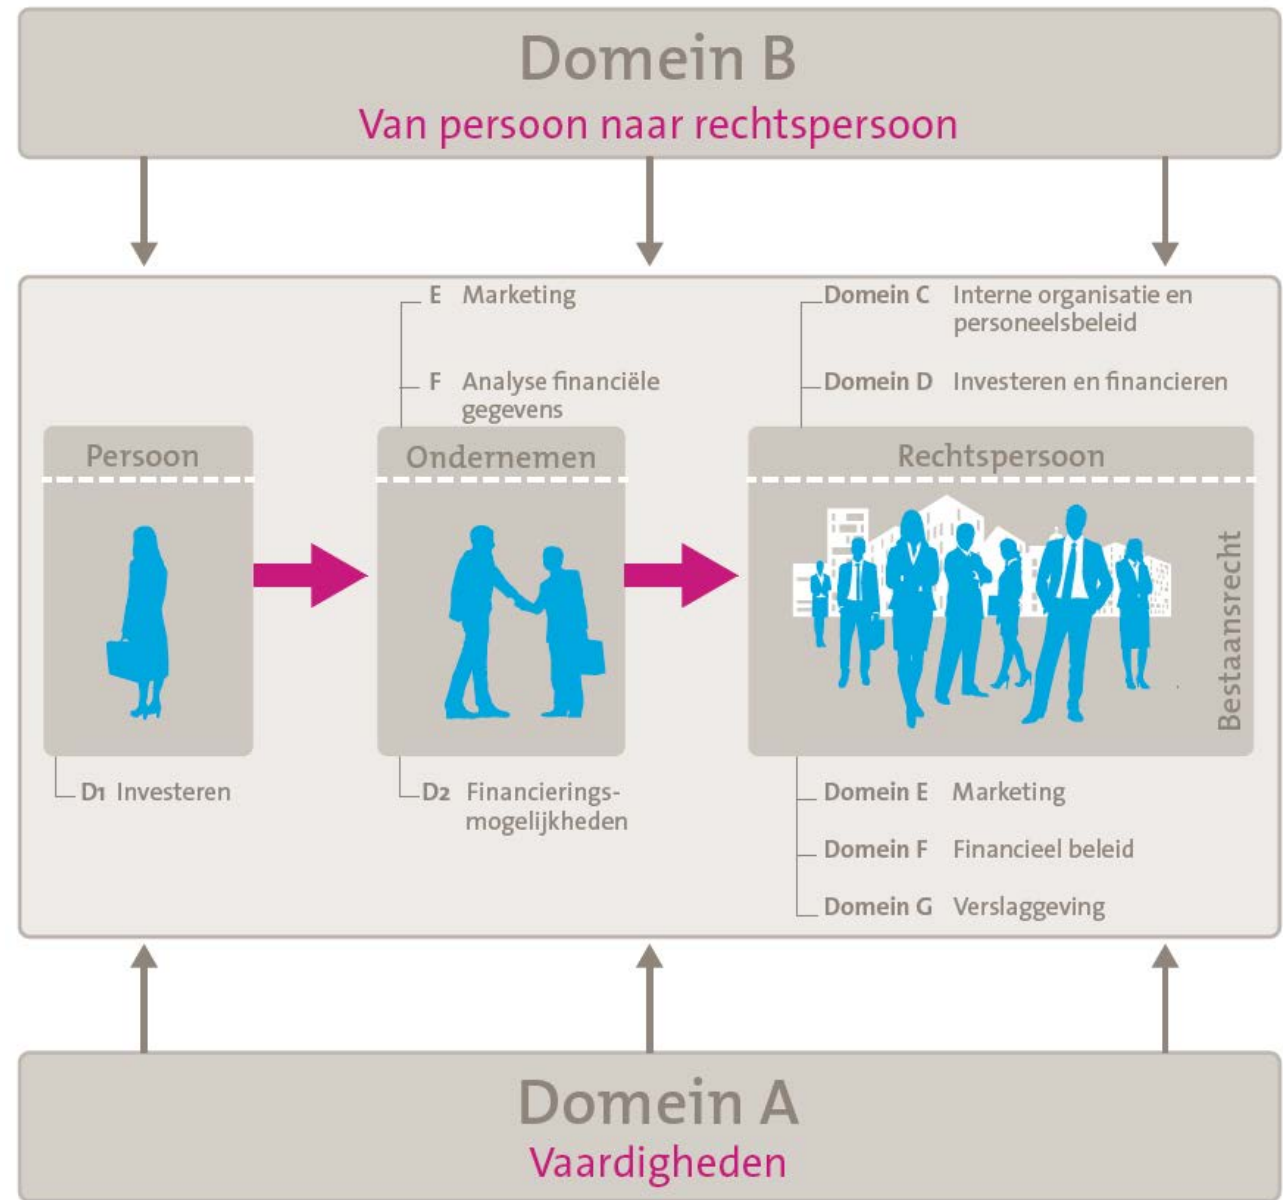 Domein B
Van persoon naar rechtspersoon
E Marketing
F Analyse financiële
gegevens
Domein C Interne organisatie en
personeelsbeleid
Domein D Investeren en financieren
Persoon
Ondernemen
Rechtspersoon
Bestaansrecht
D1 Investeren
D2 Financierings-
mogelijkheden
Domein E Marketing
Domein F Financieel beleid
Domein G Verslaggeving
Domein A
Vaardigheden